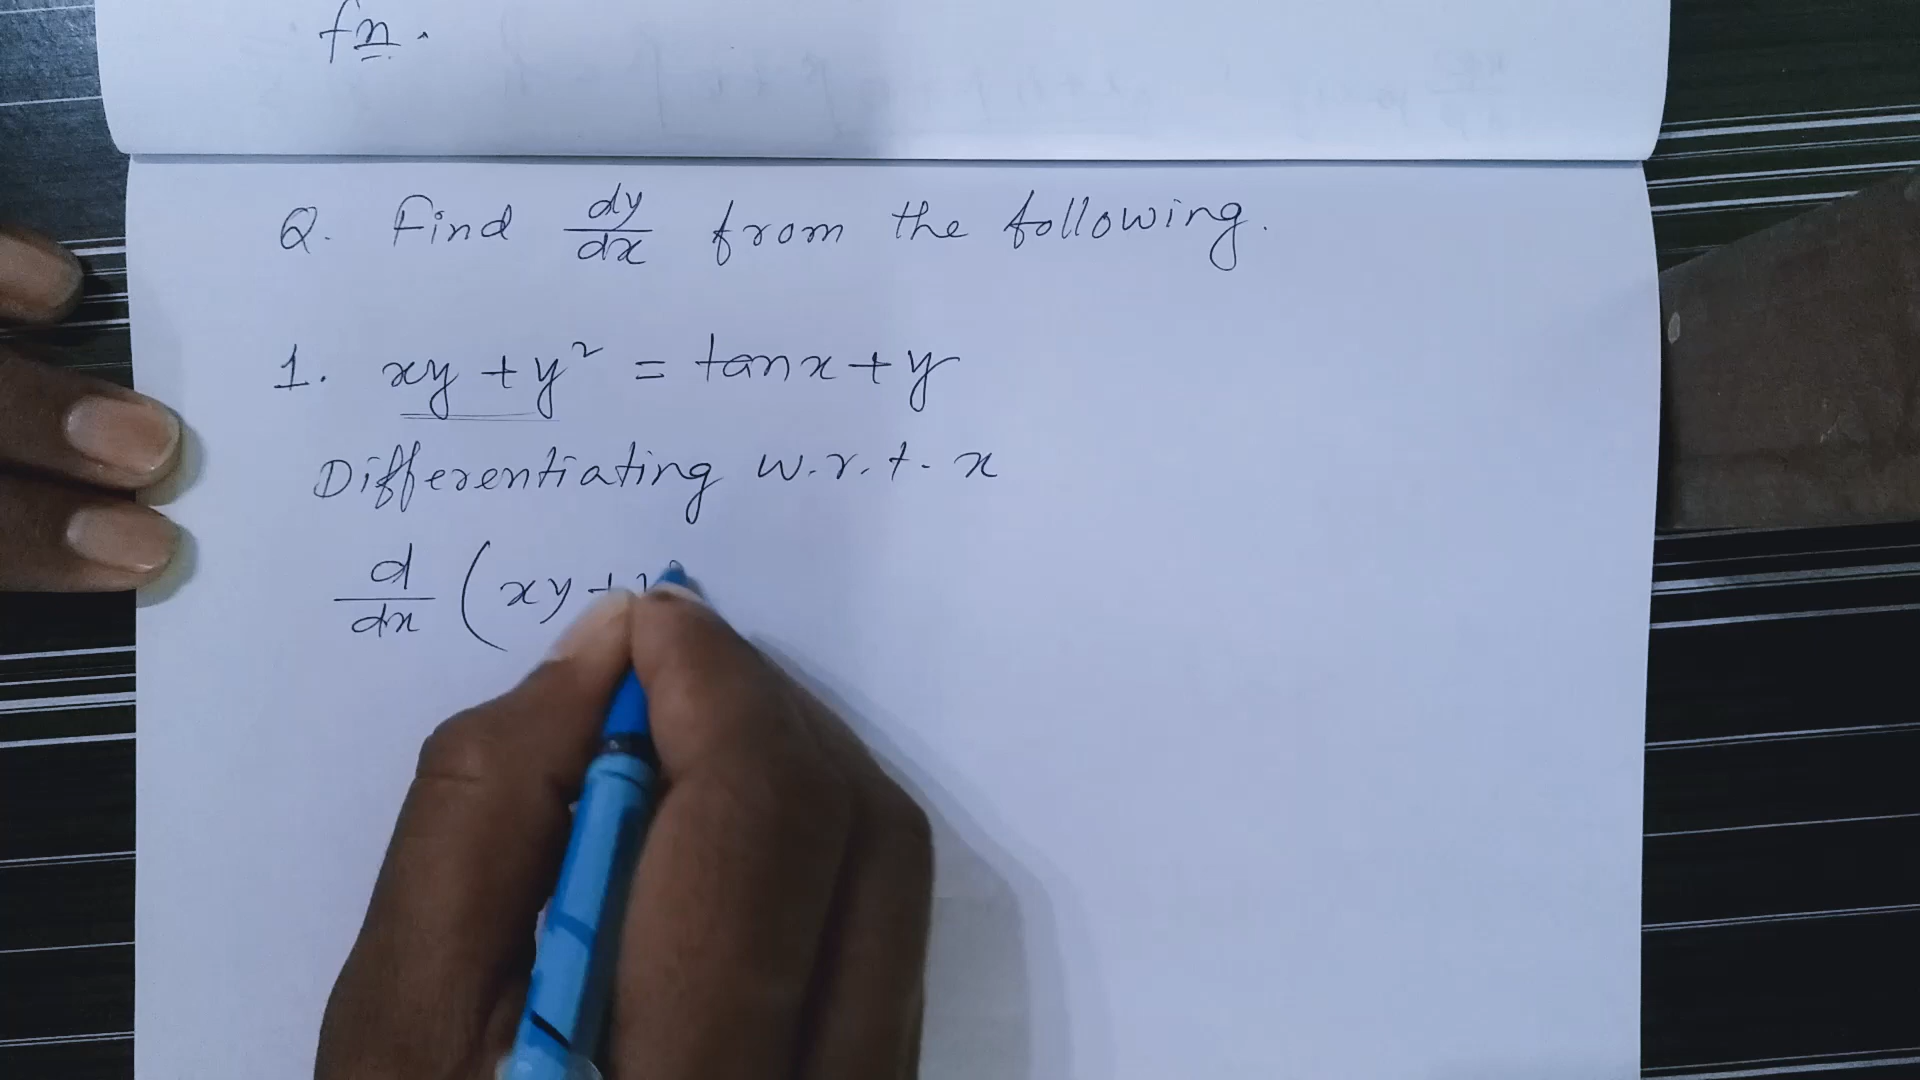 fn.
Q. Find dy/dx from the following.
1. xy + y² = tanx + y
Differentiating w.r.t. x
d/dx (xy +